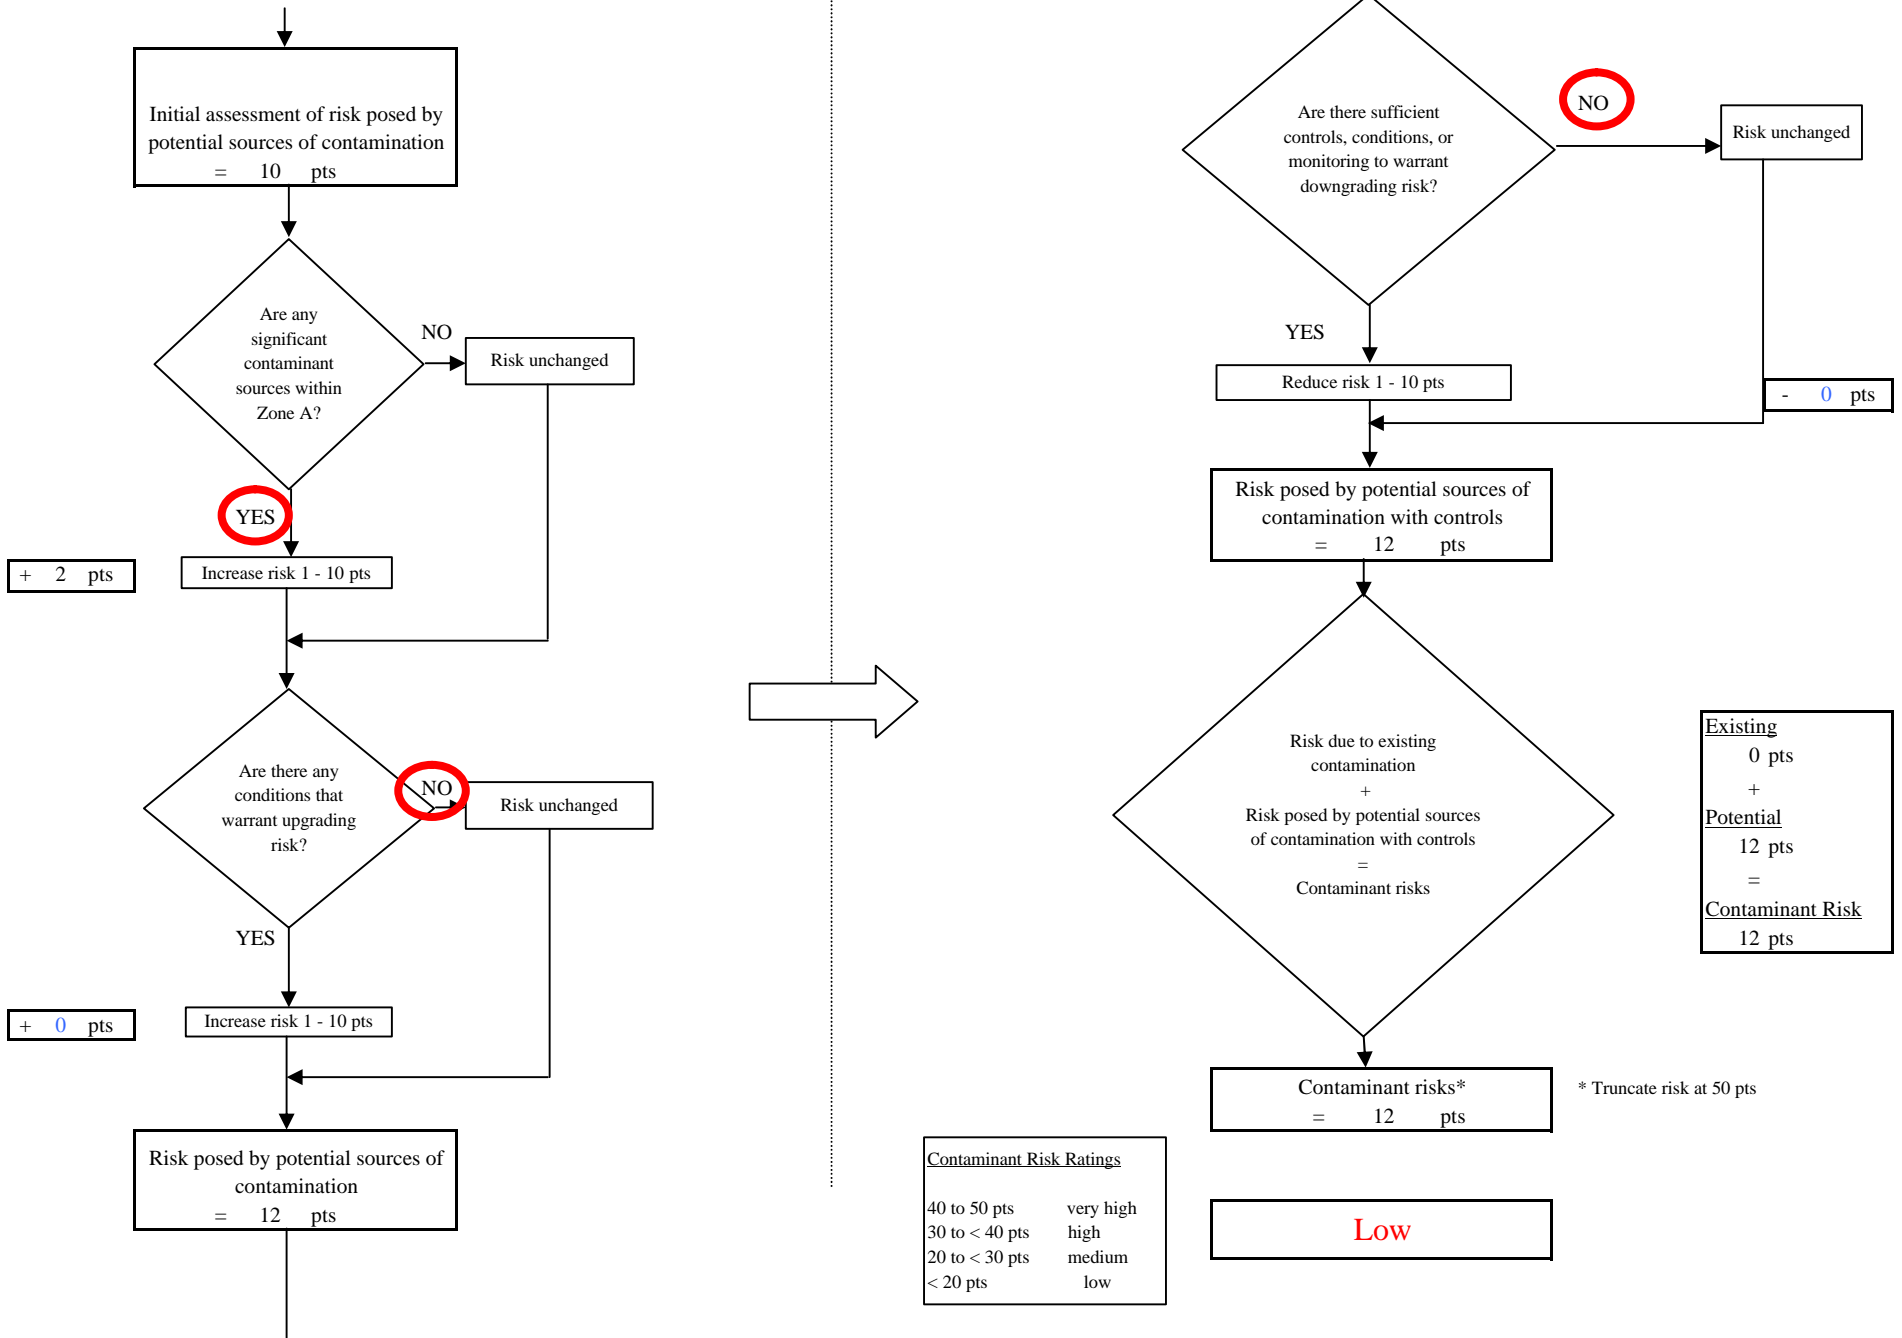 Initial assessment of risk posed by
potential sources of contamination
= 10 pts
Are any
significant
contaminant
sources within
Zone A?
NO
Risk unchanged
YES
+ 2 pts
Increase risk 1 - 10 pts
Are there any
conditions that
warrant upgrading
risk?
NO
Risk unchanged
YES
+ 0 pts
Increase risk 1 - 10 pts
Risk posed by potential sources of
contamination
= 12 pts
Are there sufficient
controls, conditions, or
monitoring to warrant
downgrading risk?
NO
Risk unchanged
YES
Reduce risk 1 - 10 pts
- 0 pts
Risk posed by potential sources of
contamination with controls
= 12 pts
Risk due to existing
contamination
+
Risk posed by potential sources
of contamination with controls
=
Contaminant risks
Existing
0 pts
+
Potential
12 pts
=
Contaminant Risk
12 pts
Contaminant risks*
= 12 pts
* Truncate risk at 50 pts
Contaminant Risk Ratings
40 to 50 pts very high
30 to < 40 pts high
20 to < 30 pts medium
< 20 pts low
Low